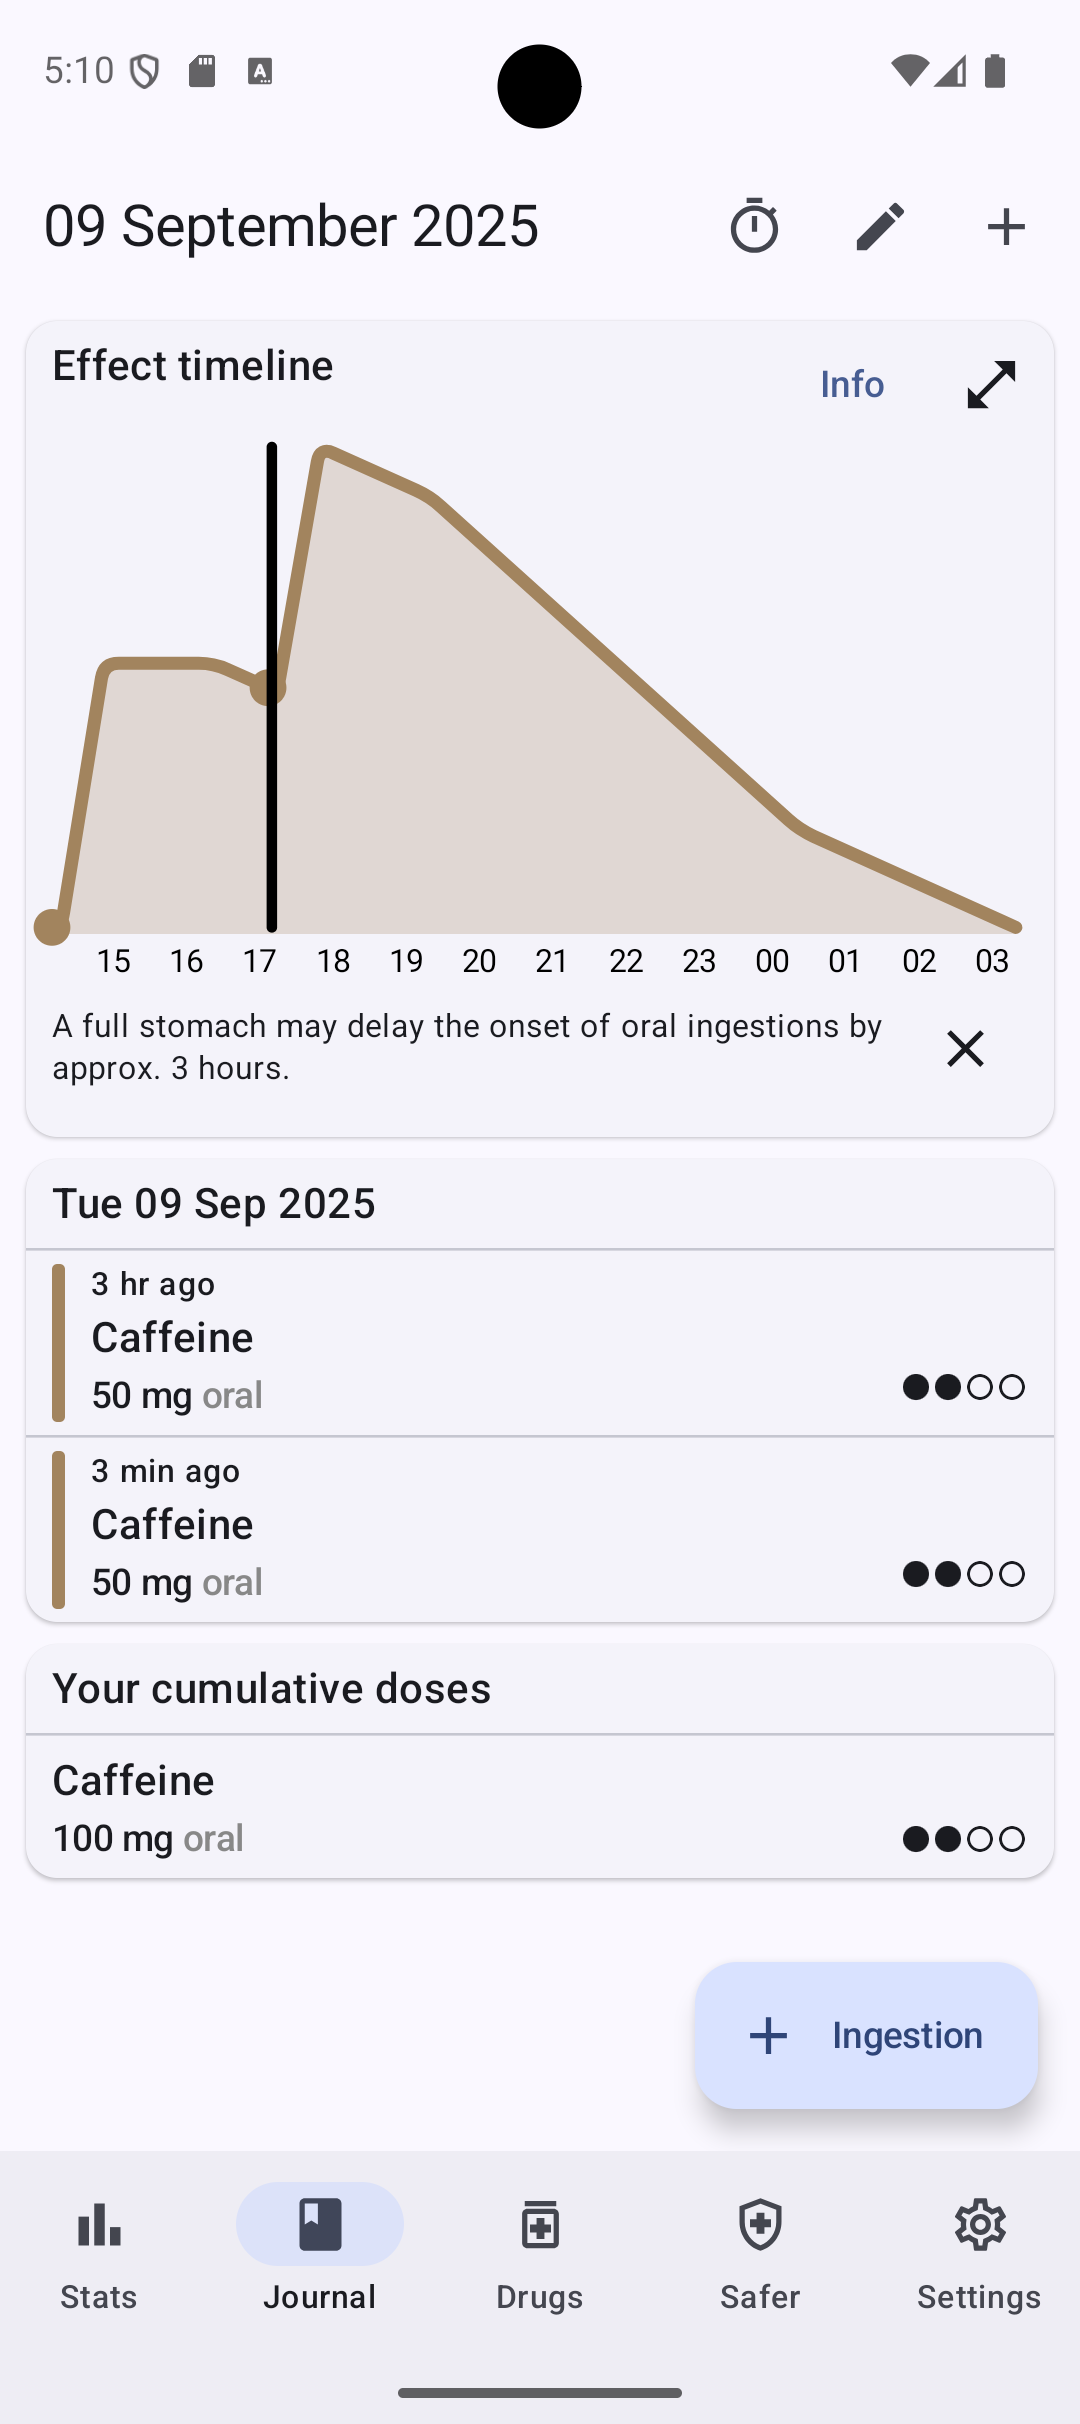 5:10
09 September 2025
Effect timeline
Info
15 16 17 18 19 20 21 22 23 00 01 02 03
A full stomach may delay the onset of oral ingestions by
approx. 3 hours.
Tue 09 Sep 2025
3 hr ago
Caffeine
50 mg oral
3 min ago
Caffeine
50 mg oral
Your cumulative doses
Caffeine
100 mg oral
Ingestion
Stats Journal Drugs Safer Settings